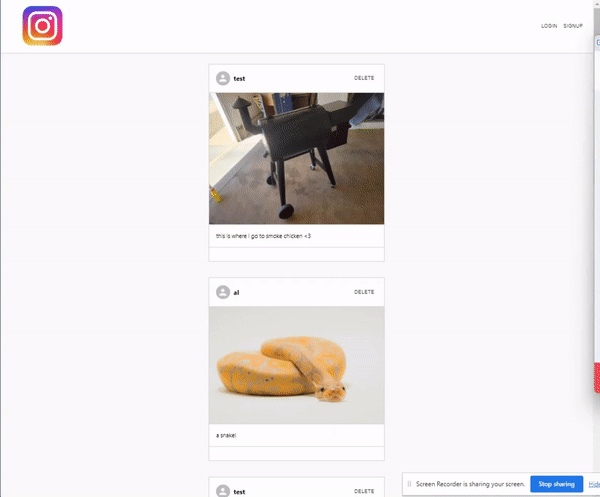 LOGIN SIGNUP
test DELETE
this is where i go to smoke chicken <3
al DELETE
a snake!
test DELETE
Screen Recorder is sharing your screen. Stop sharing Hide